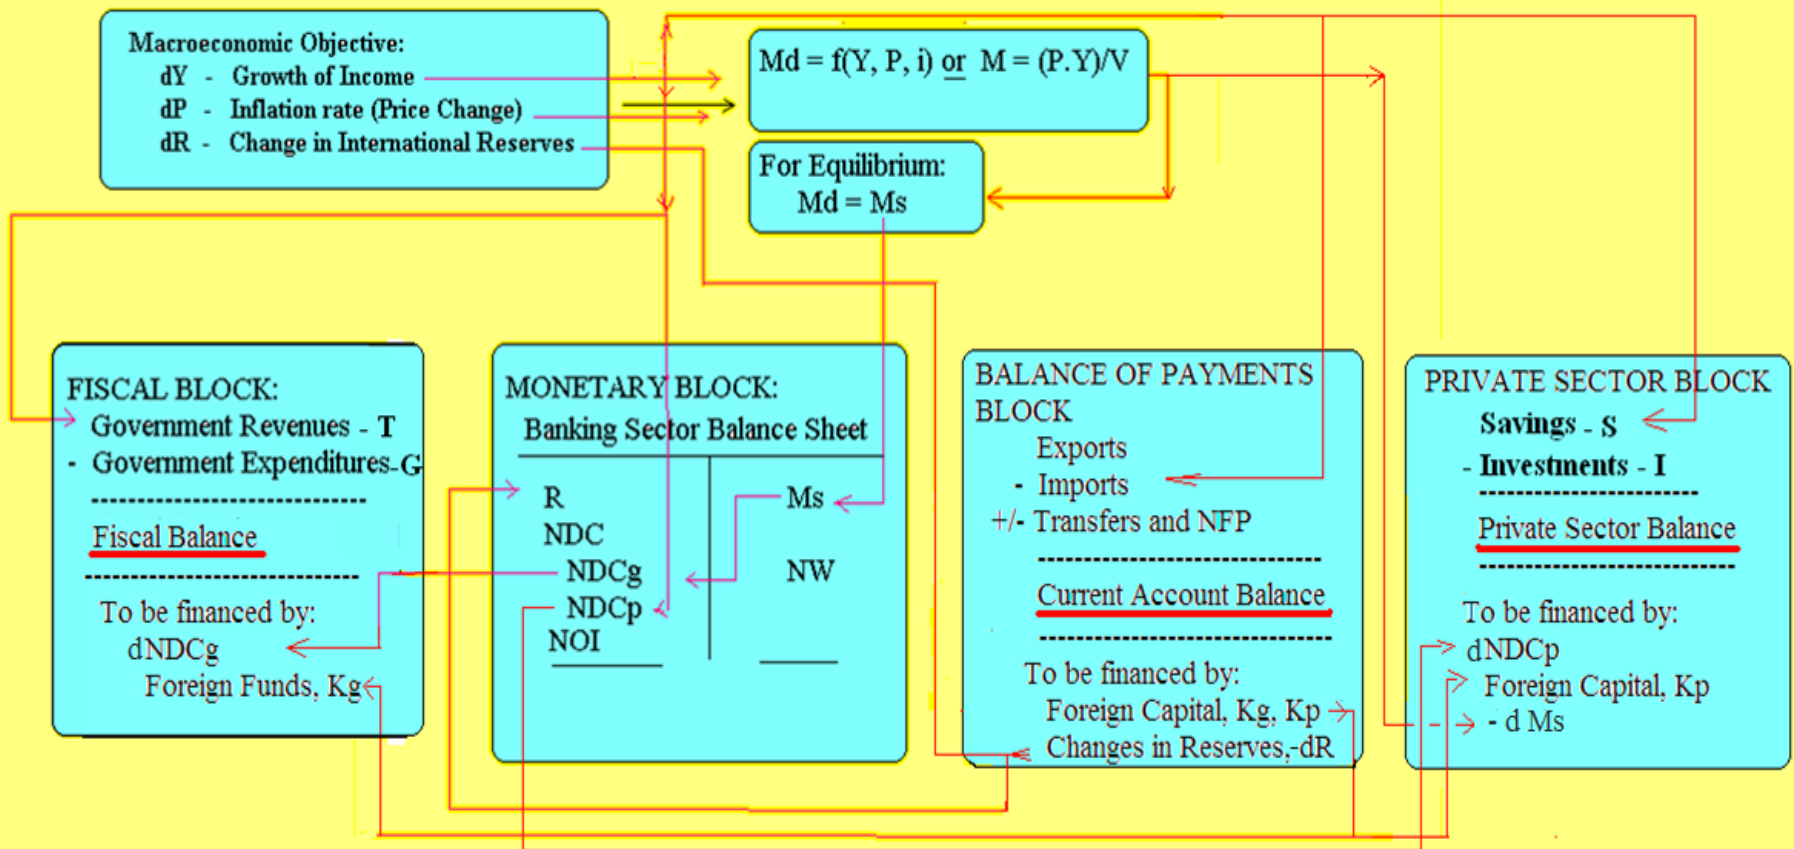 Macroeconomic Objective:
dY - Growth of Income
dP - Inflation rate (Price Change)
dR - Change in International Reserves
Md = f(Y, P, i) or M = (P.Y)/V
For Equilibrium:
Md = Ms
FISCAL BLOCK:
Government Revenues - T
- Government Expenditures-G
Fiscal Balance
To be financed by:
dNDCg
Foreign Funds, Kg
MONETARY BLOCK:
Banking Sector Balance Sheet
R
Ms
NDC
NDCg
NW
NDCp
NOI
BALANCE OF PAYMENTS
BLOCK
Exports
- Imports
+/- Transfers and NFP
Current Account Balance
To be financed by:
Foreign Capital, Kg, Kp
Changes in Reserves,-dR
PRIVATE SECTOR BLOCK
Savings - S
- Investments - I
Private Sector Balance
To be financed by:
dNDCp
Foreign Capital, Kp
- d Ms